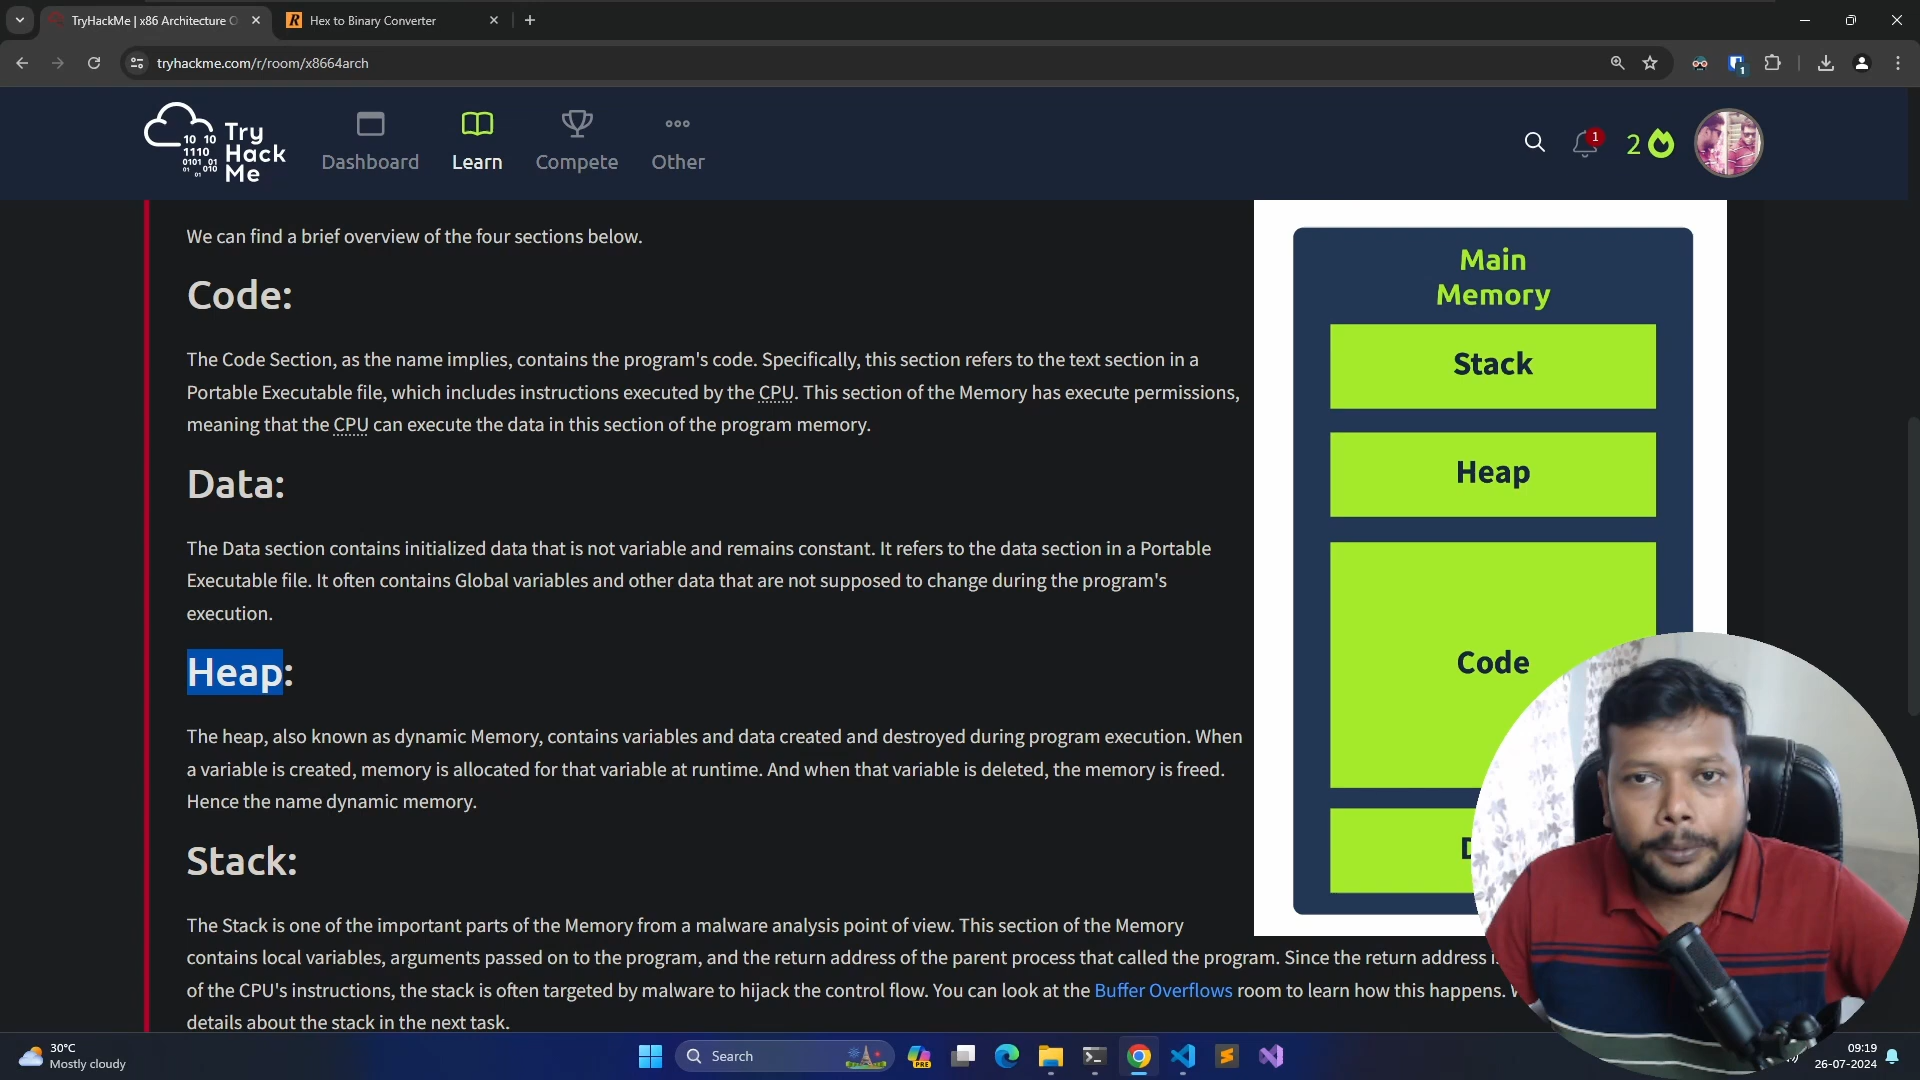 TryHackMe | x86 Architecture O
Hex to Binary Converter
tryhackme.com/r/room/x8664arch
1
10 10
1110
0101 01
01 010
01
Try
Hack
Me
Dashboard
Learn
Compete
Other
1
2
We can find a brief overview of the four sections below.
Code:
The Code Section, as the name implies, contains the program's code. Specifically, this section refers to the text section in a
Portable Executable file, which includes instructions executed by the CPU. This section of the Memory has execute permissions,
meaning that the CPU can execute the data in this section of the program memory.
Data:
The Data section contains initialized data that is not variable and remains constant. It refers to the data section in a Portable
Executable file. It often contains Global variables and other data that are not supposed to change during the program's
execution.
Heap:
The heap, also known as dynamic Memory, contains variables and data created and destroyed during program execution. When
a variable is created, memory is allocated for that variable at runtime. And when that variable is deleted, the memory is freed.
Hence the name dynamic memory.
Stack:
The Stack is one of the important parts of the Memory from a malware analysis point of view. This section of the Memory
contains local variables, arguments passed on to the program, and the return address of the parent process that called the program. Since the return address
of the CPU's instructions, the stack is often targeted by malware to hijack the control flow. You can look at the Buffer Overflows room to learn how this happens.
details about the stack in the next task.
Main
Memory
Stack
Heap
Code
30°C
Mostly cloudy
Search
PRE
09:19
26-07-2024